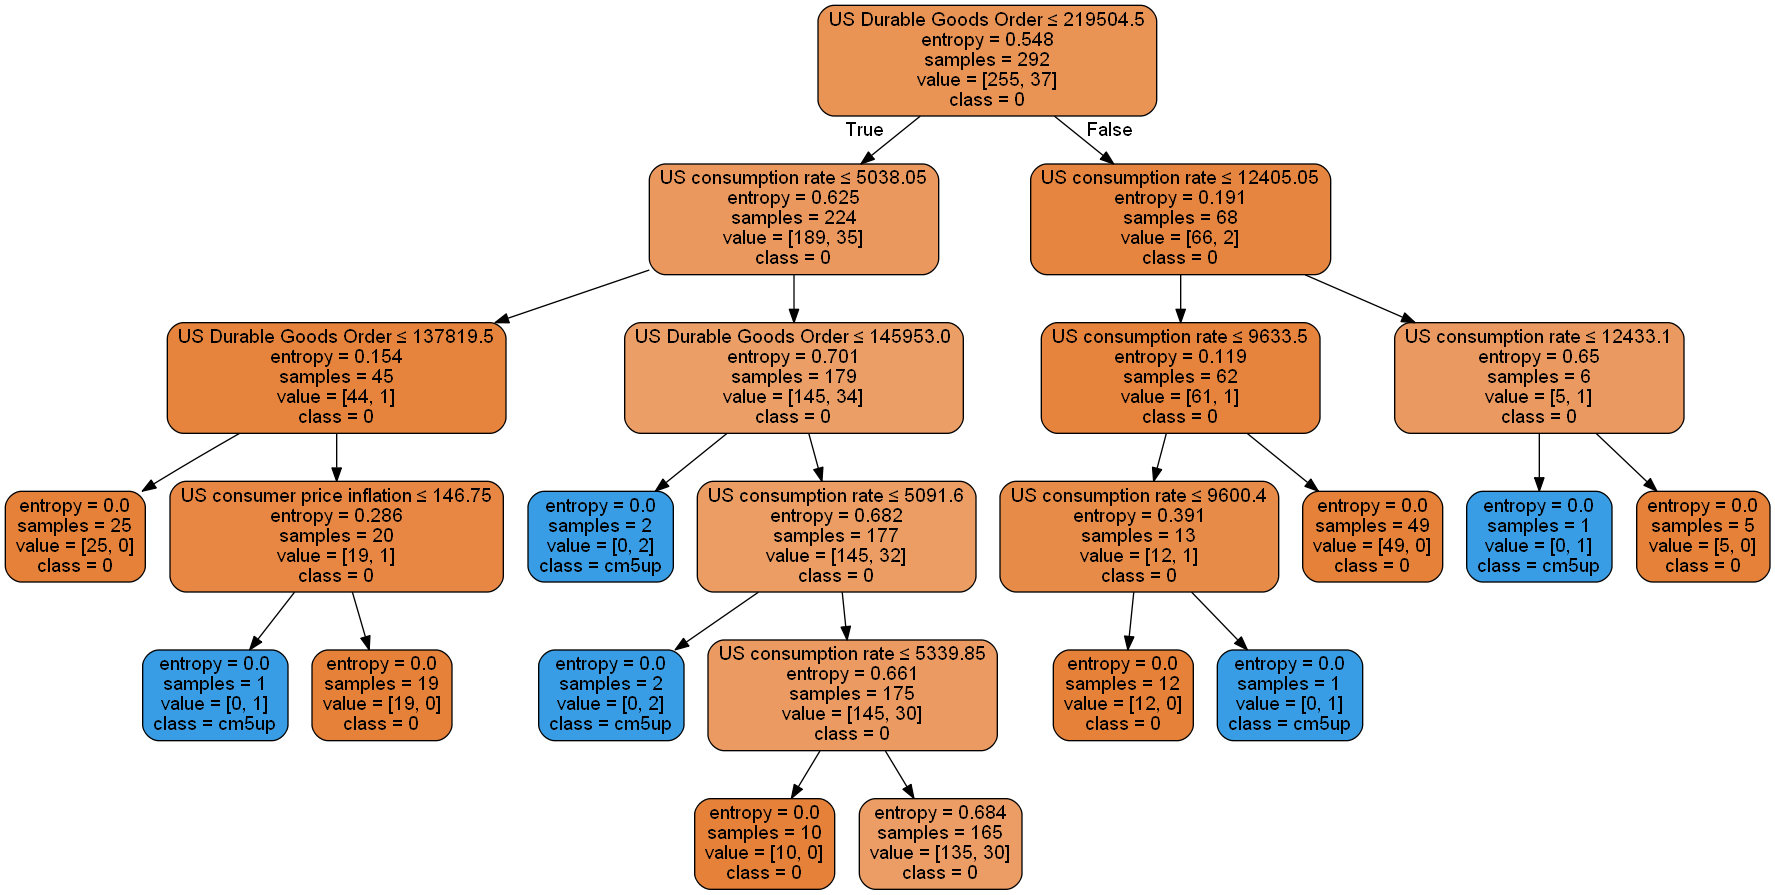 US Durable Goods Order ≤ 219504.5
entropy = 0.548
samples = 292
value = [255, 37]
class = 0
True
False
US consumption rate ≤ 5038.05
entropy = 0.625
samples = 224
value = [189, 35]
class = 0
US consumption rate ≤ 12405.05
entropy = 0.191
samples = 68
value = [66, 2]
class = 0
US Durable Goods Order ≤ 137819.5
entropy = 0.154
samples = 45
value = [44, 1]
class = 0
US Durable Goods Order ≤ 145953.0
entropy = 0.701
samples = 179
value = [145, 34]
class = 0
US consumption rate ≤ 9633.5
entropy = 0.119
samples = 62
value = [61, 1]
class = 0
US consumption rate ≤ 12433.1
entropy = 0.65
samples = 6
value = [5, 1]
class = 0
entropy = 0.0
samples = 25
value = [25, 0]
class = 0
US consumer price inflation ≤ 146.75
entropy = 0.286
samples = 20
value = [19, 1]
class = 0
entropy = 0.0
samples = 2
value = [0, 2]
class = cm5up
US consumption rate ≤ 5091.6
entropy = 0.682
samples = 177
value = [145, 32]
class = 0
US consumption rate ≤ 9600.4
entropy = 0.391
samples = 13
value = [12, 1]
class = 0
entropy = 0.0
samples = 49
value = [49, 0]
class = 0
entropy = 0.0
samples = 1
value = [0, 1]
class = cm5up
entropy = 0.0
samples = 5
value = [5, 0]
class = 0
entropy = 0.0
samples = 1
value = [0, 1]
class = cm5up
entropy = 0.0
samples = 19
value = [19, 0]
class = 0
entropy = 0.0
samples = 2
value = [0, 2]
class = cm5up
US consumption rate ≤ 5339.85
entropy = 0.661
samples = 175
value = [145, 30]
class = 0
entropy = 0.0
samples = 12
value = [12, 0]
class = 0
entropy = 0.0
samples = 1
value = [0, 1]
class = cm5up
entropy = 0.0
samples = 10
value = [10, 0]
class = 0
entropy = 0.684
samples = 165
value = [135, 30]
class = 0